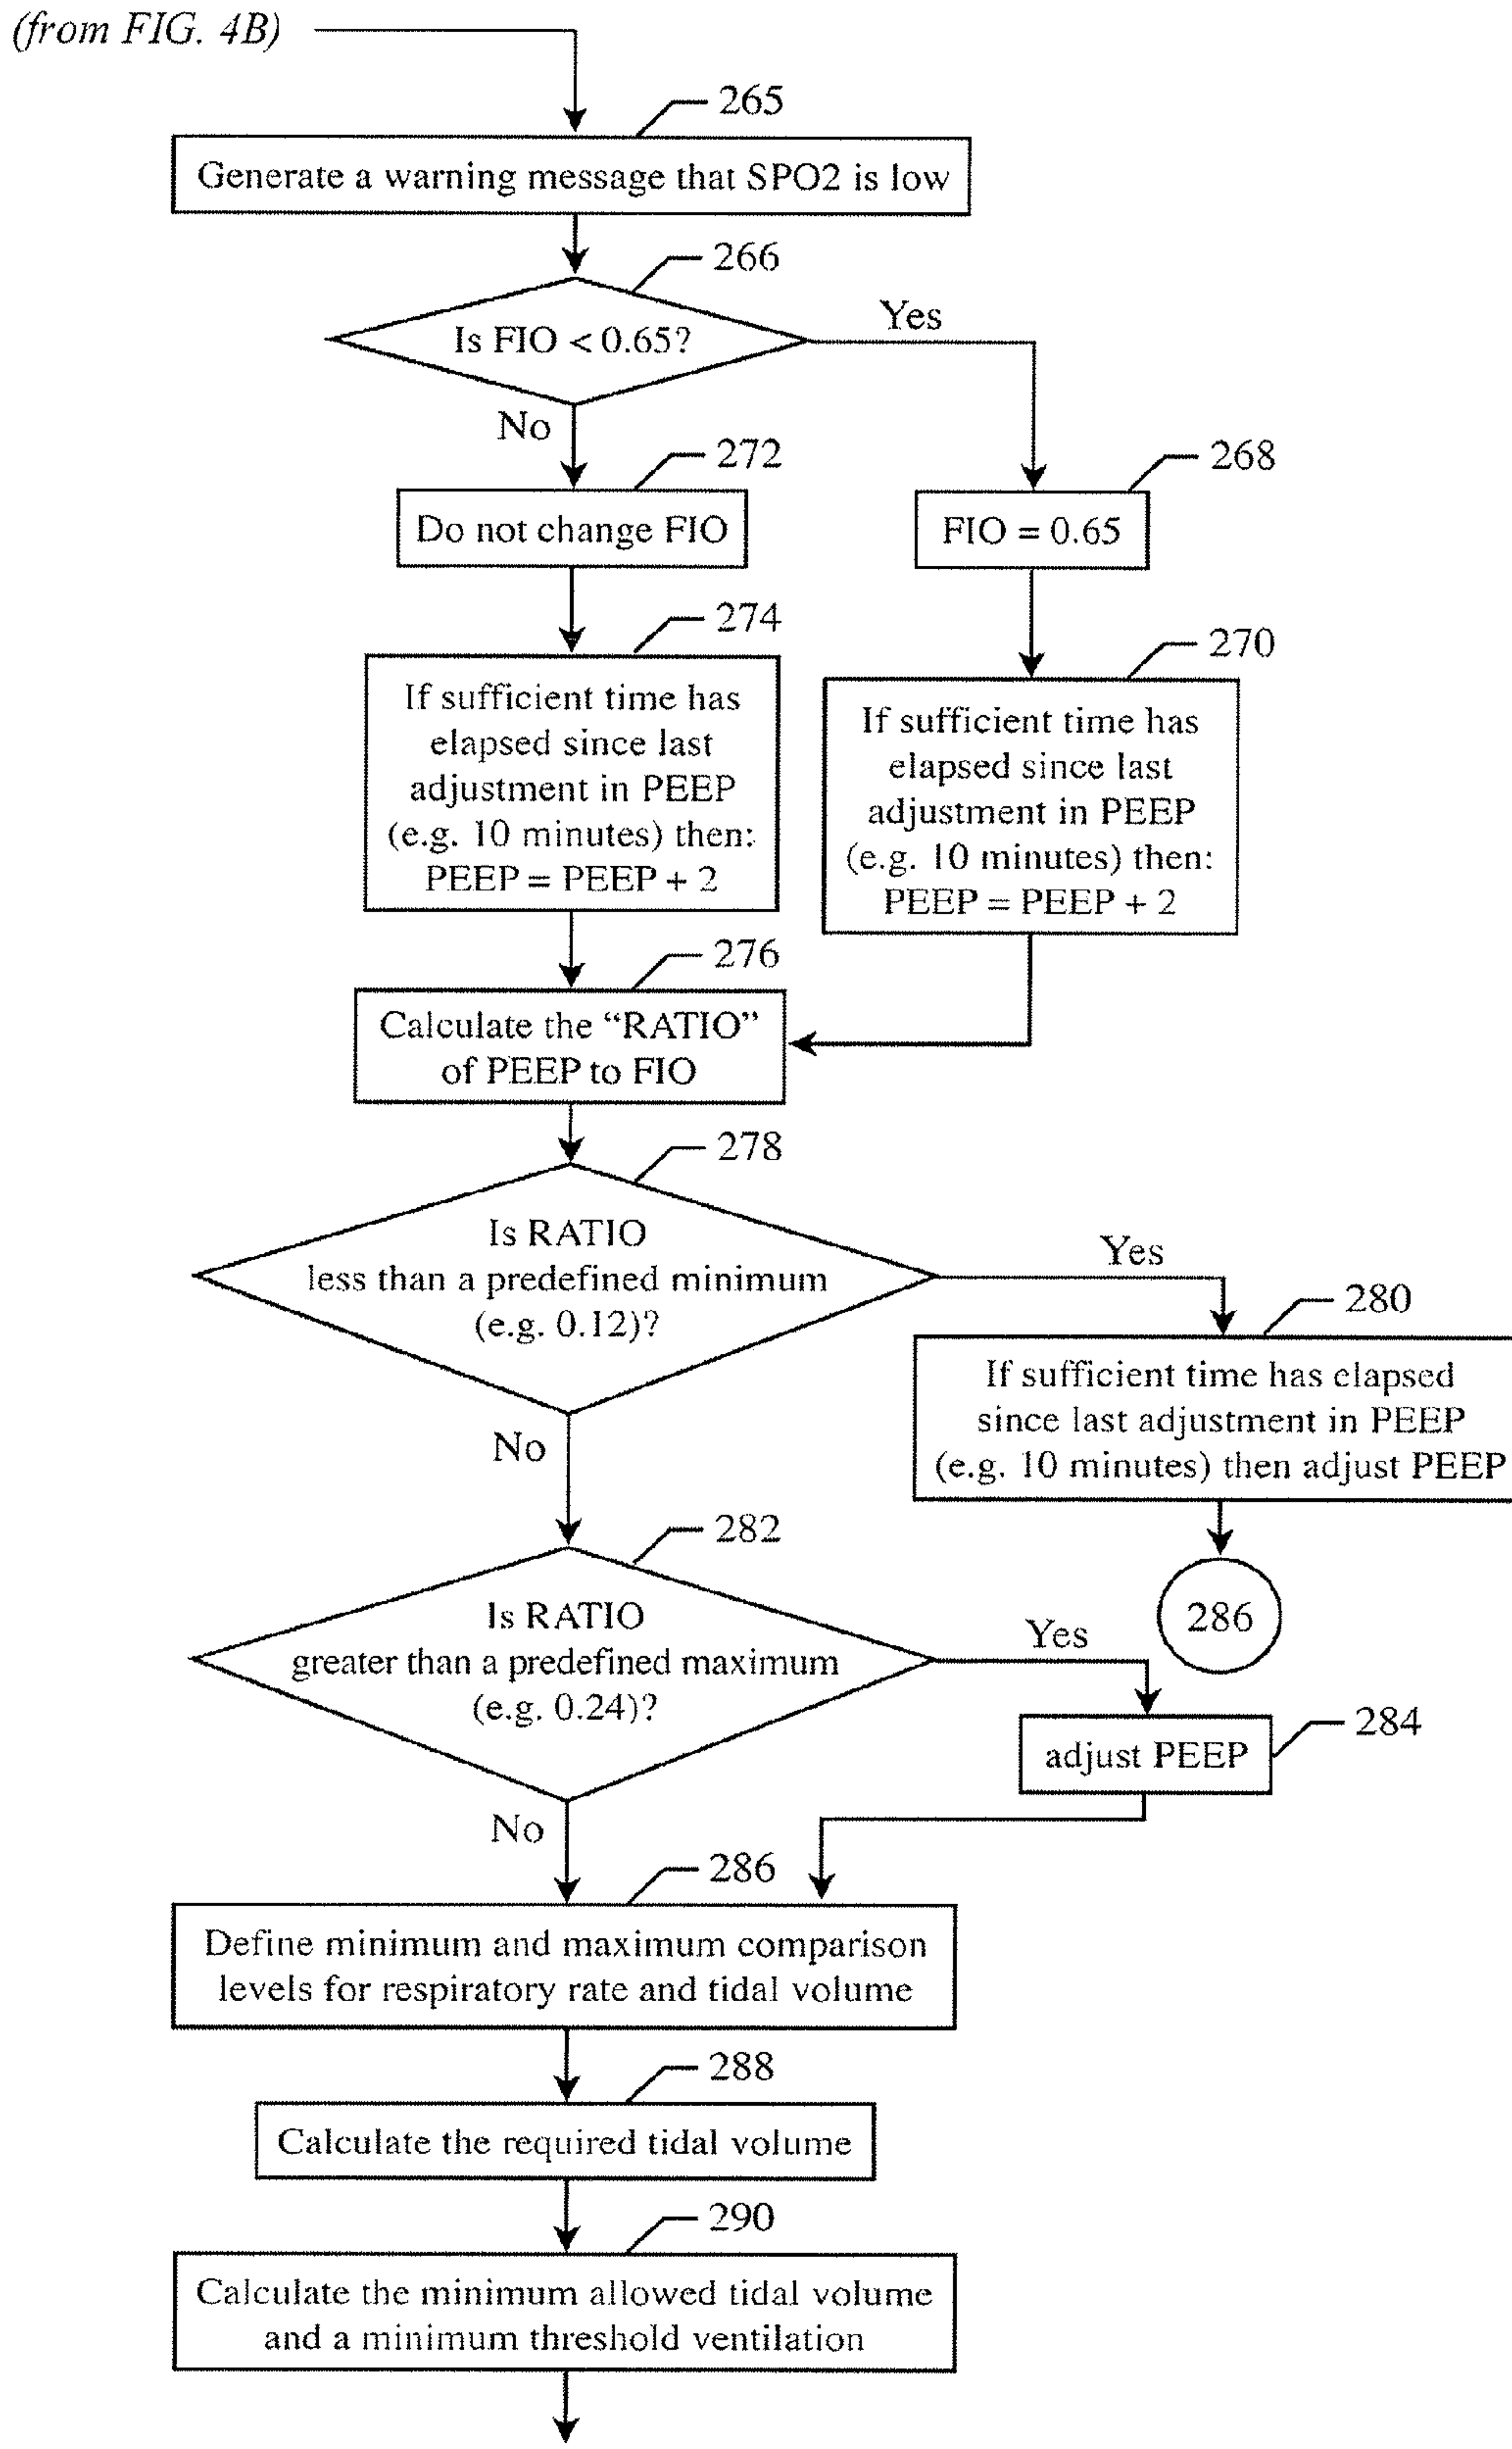 (from FIG. 4B)
265
Generate a warning message that SPO2 is low
266
Is FIO < 0.65?
Yes
No
272
Do not change FIO
268
FIO = 0.65
274
If sufficient time has
elapsed since last
adjustment in PEEP
(e.g. 10 minutes) then:
PEEP = PEEP + 2
270
If sufficient time has
elapsed since last
adjustment in PEEP
(e.g. 10 minutes) then:
PEEP = PEEP + 2
276
Calculate the “RATIO”
of PEEP to FIO
278
Is RATIO
less than a predefined minimum
(e.g. 0.12)?
Yes
No
280
If sufficient time has elapsed
since last adjustment in PEEP
(e.g. 10 minutes) then adjust PEEP
286
282
Is RATIO
greater than a predefined maximum
(e.g. 0.24)?
Yes
No
284
adjust PEEP
286
Define minimum and maximum comparison
levels for respiratory rate and tidal volume
288
Calculate the required tidal volume
290
Calculate the minimum allowed tidal volume
and a minimum threshold ventilation